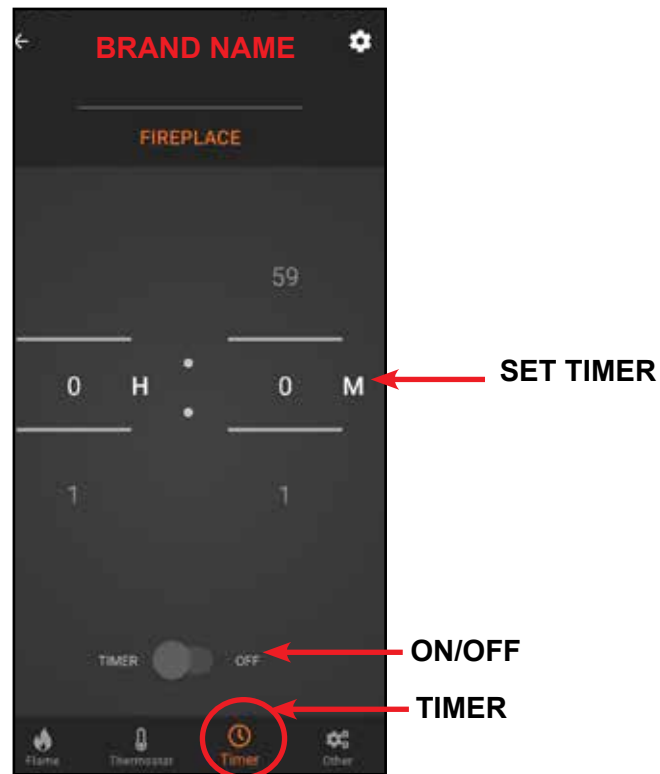 BRAND NAME
FIREPLACE
59
0 H : 0 M
SET TIMER
1 1
TIMER OFF
ON/OFF
TIMER
Flame Thermostat Timer Other